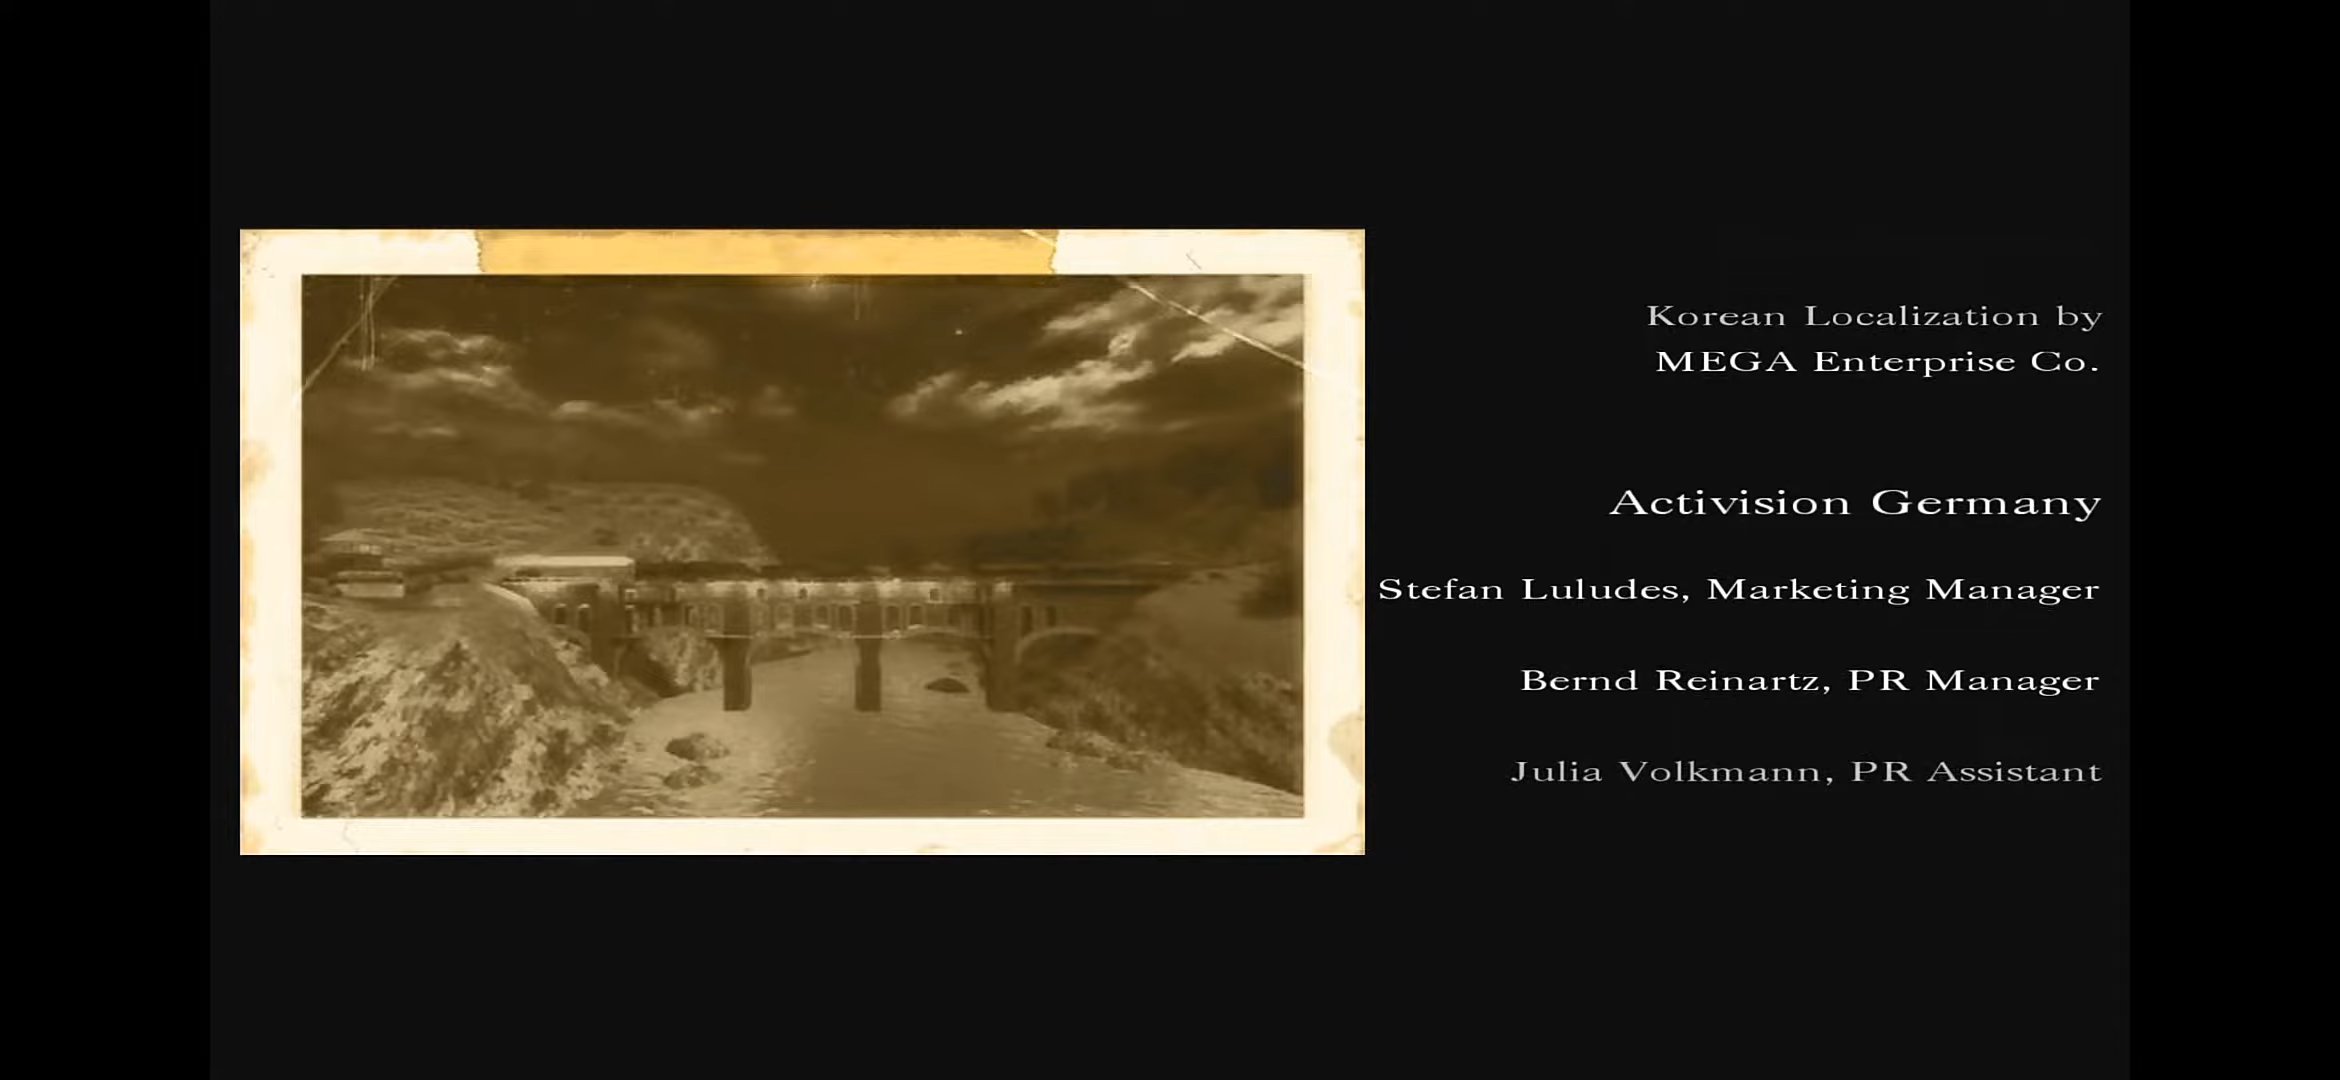 Korean Localization by
MEGA Enterprise Co.
Activision Germany
Stefan Luludes, Marketing Manager
Bernd Reinartz, PR Manager
Julia Volkmann, PR Assistant